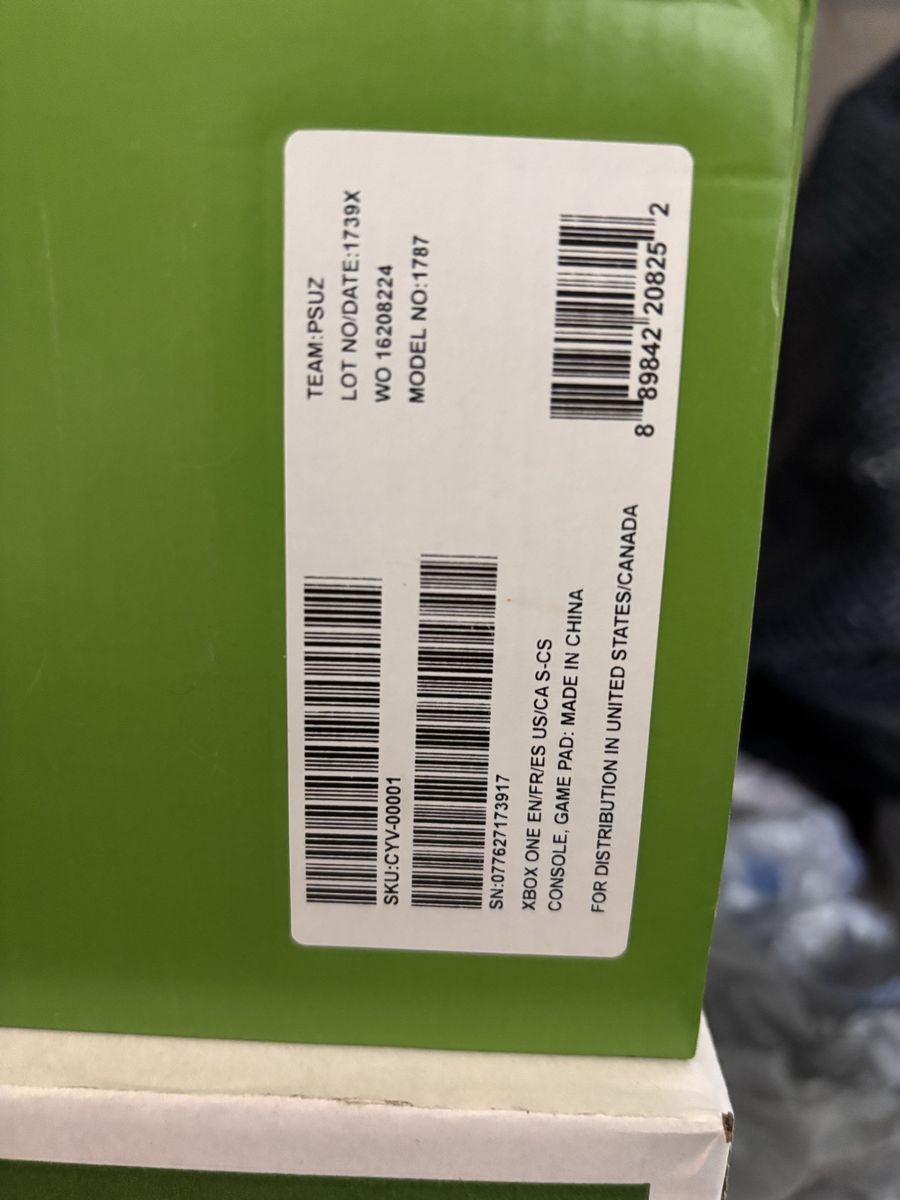 TEAM:PSUZ
LOT NO/DATE:1739X
WO 16208224
MODEL NO:1787
SKU:CYV-00001
SN:077627173917
XBOX ONE EN/FR/ES US/CA S-CS
CONSOLE, GAME PAD: MADE IN CHINA
FOR DISTRIBUTION IN UNITED STATES/CANADA
8 89842 20825 2